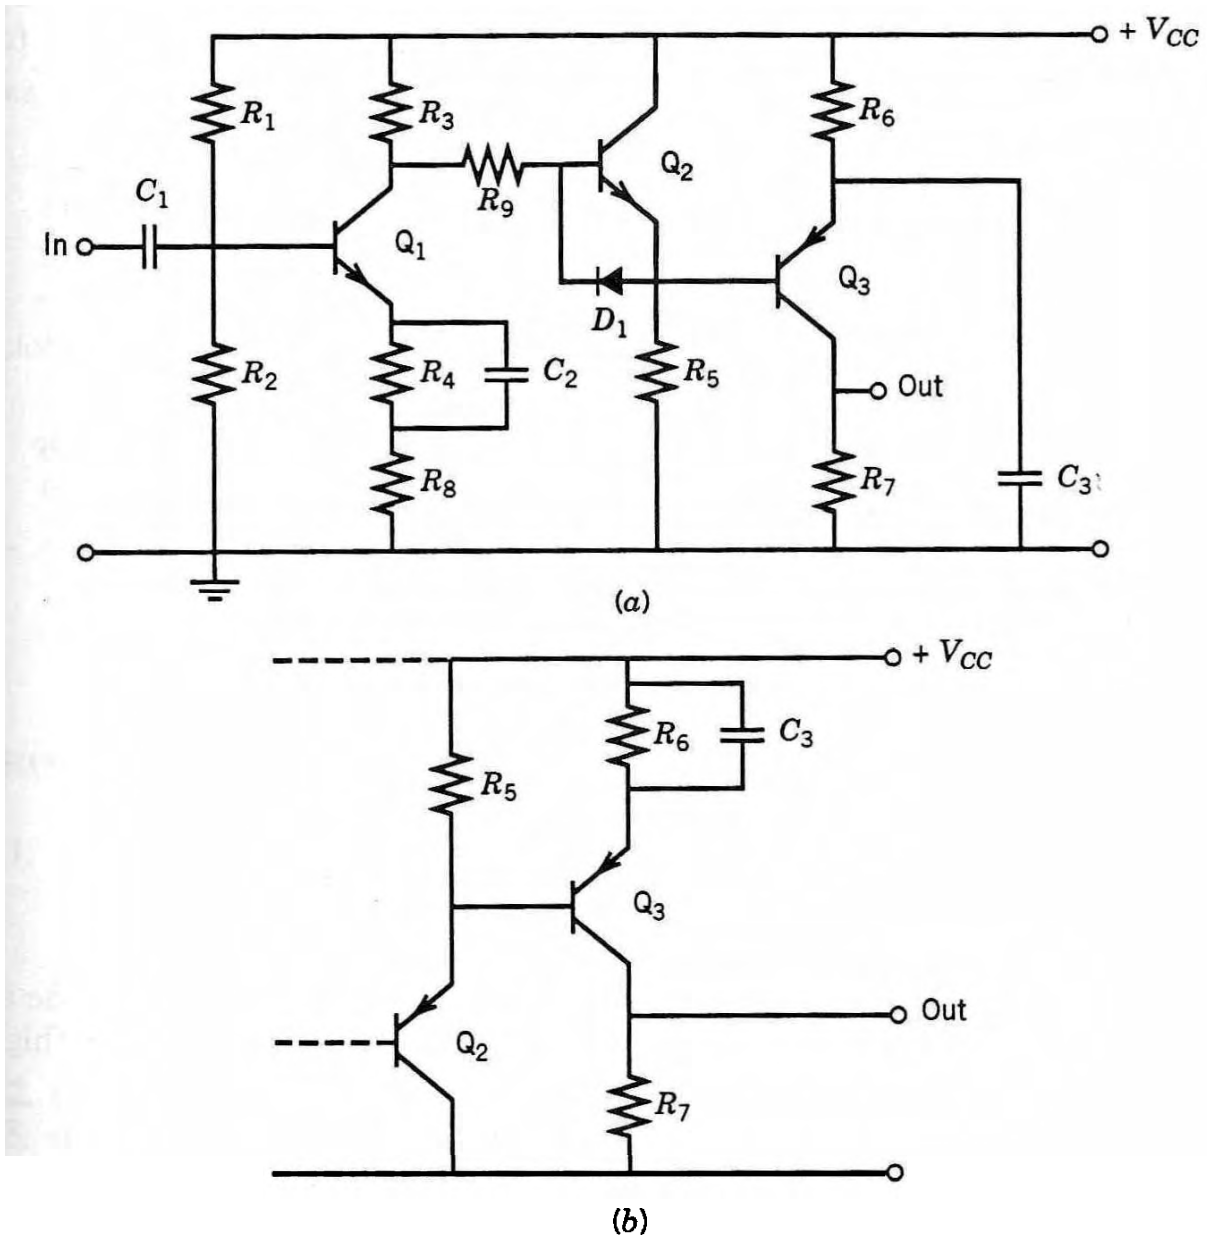 + V_CC
R_1
R_3
R_6
C_1
R_9
Q_2
In
Q_1
Q_3
D_1
R_2
R_4
C_2
R_5
Out
R_8
R_7
C_3
(a)
+ V_CC
R_6
C_3
R_5
Q_3
Out
Q_2
R_7
(b)